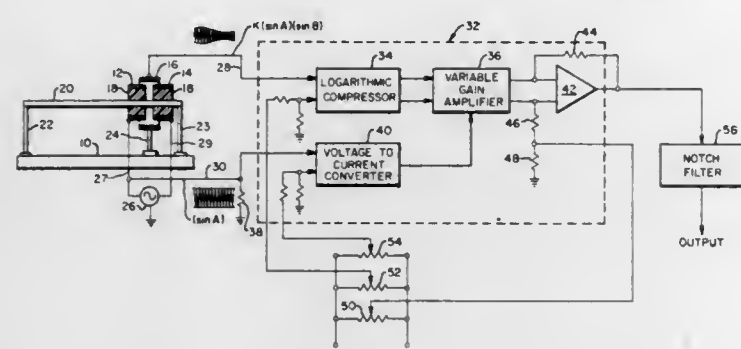 K(sin A)(sin B)
32
28
16
12
14
34
36
44
20
18
18
LOGARITHMIC
COMPRESSOR
VARIABLE
GAIN
AMPLIFIER
42
22
24
23
40
46
56
10
29
VOLTAGE TO
CURRENT
CONVERTER
48
NOTCH
FILTER
27
30
26
(sin A)
38
OUTPUT
54
52
50